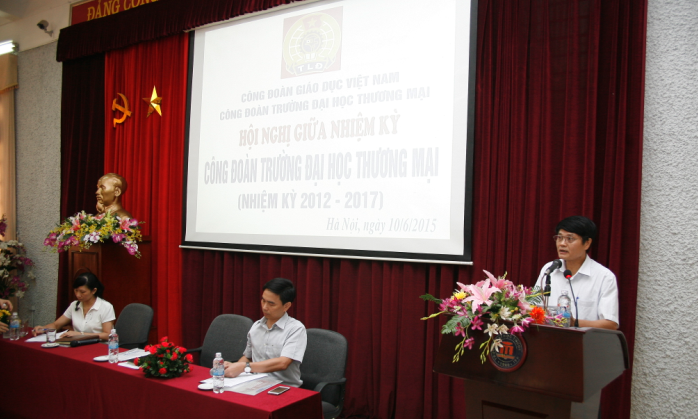 ĐẢNG CỘNG
CÔNG ĐOÀN GIÁO DỤC VIỆT NAM
CÔNG ĐOÀN TRƯỜNG ĐẠI HỌC THƯƠNG MẠI
HỘI NGHỊ GIỮA NHIỆM KỲ
CÔNG ĐOÀN TRƯỜNG ĐẠI HỌC THƯƠNG MẠI
(NHIỆM KỲ 2012 - 2017)
Hà Nội, ngày 10/6/2015